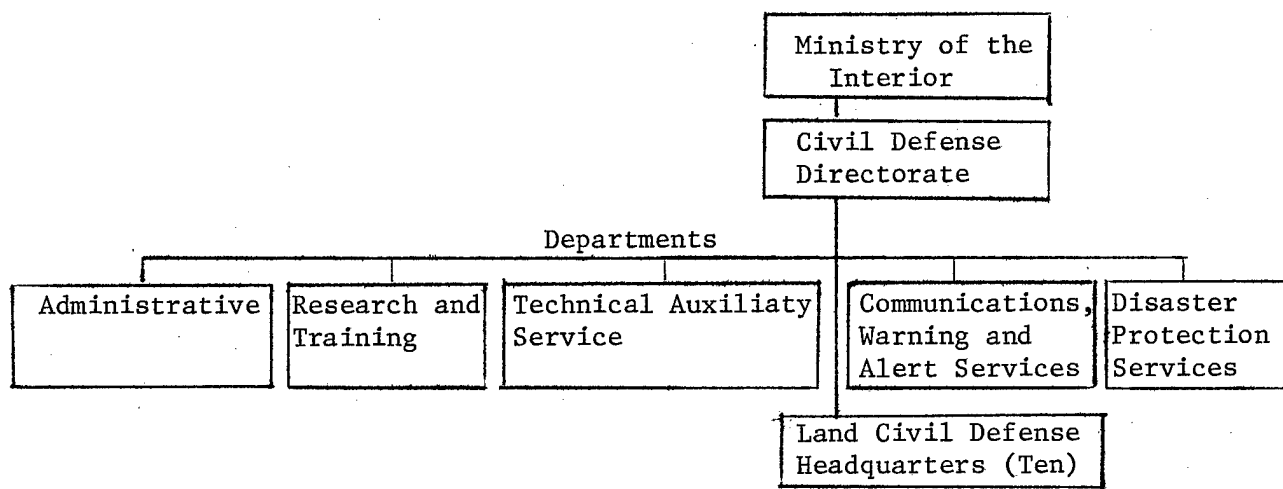 Ministry of the
Interior
Civil Defense
Directorate
Departments
Administrative
Research and
Training
Technical Auxiliaty
Service
Communications,
Warning and
Alert Services
Disaster
Protection
Services
Land Civil Defense
Headquarters (Ten)